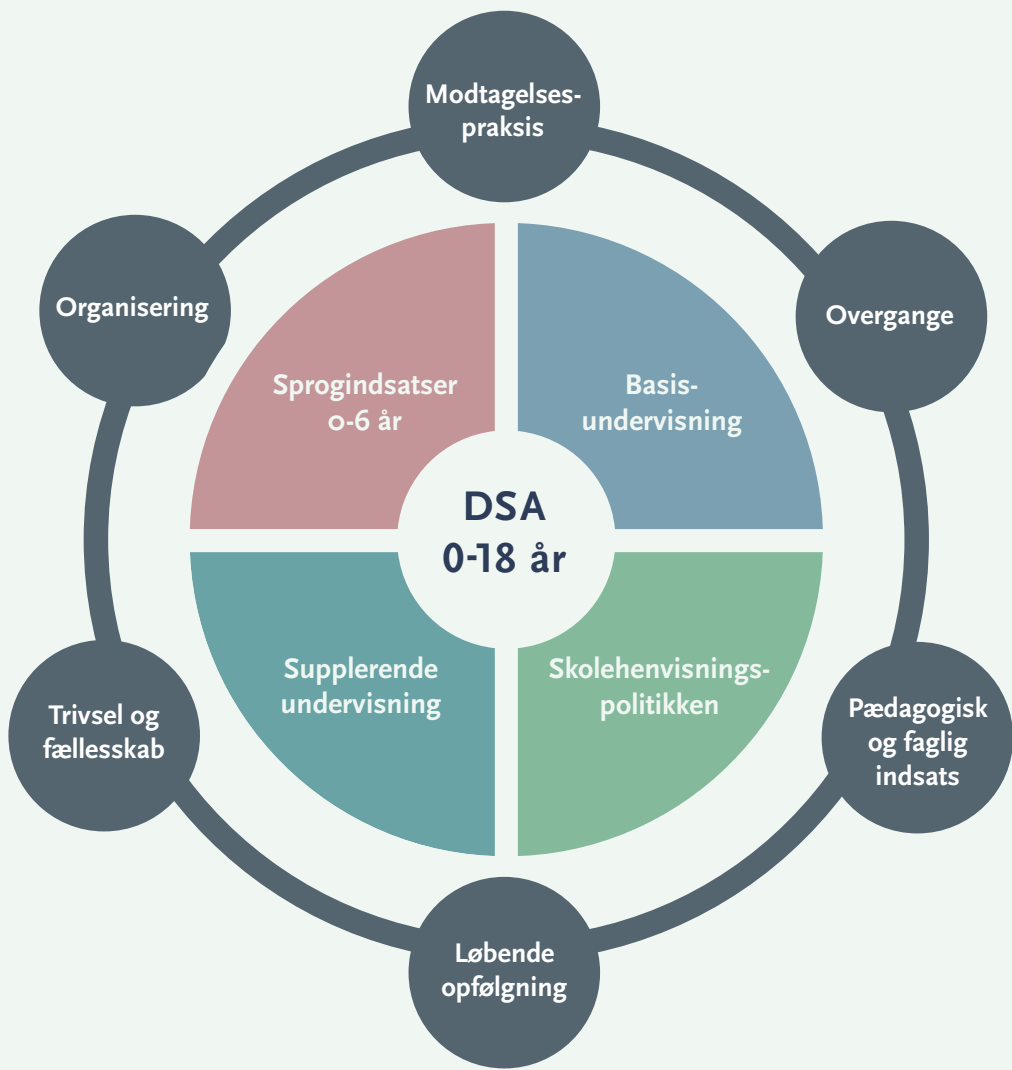 Modtagelses-
praksis
Organisering
Overgange
Sprogindsatser
0-6 år
Basis-
undervisning
DSA
0-18 år
Supplerende
undervisning
Skolehenvisnings-
politikken
Trivsel og
fællesskab
Pædagogisk
og faglig
indsats
Løbende
opfølgning